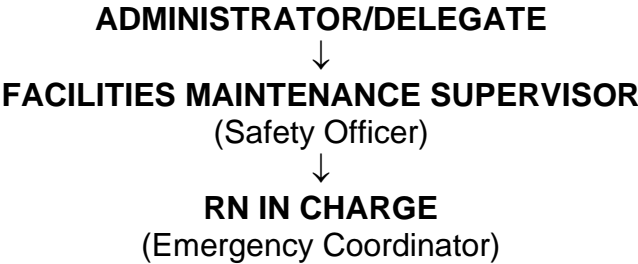 ADMINISTRATOR/DELEGATE
↓
FACILITIES MAINTENANCE SUPERVISOR
(Safety Officer)
↓
RN IN CHARGE
(Emergency Coordinator)